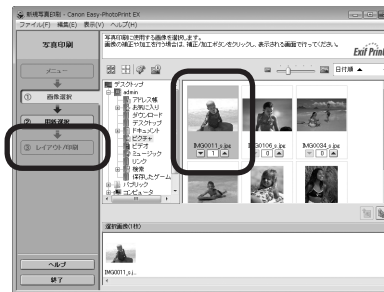 新規写真印刷 - Canon Easy-PhotoPrint EX
ファイル(F) 編集(E) 表示(V) ヘルプ(H)
写真印刷
写真印刷に使用する画像を選択します。
画像の補正や加工を行う場合は、補正/加工ボタンをクリックし、表示される画面で行ってください。
Exif Print
メニュー
① 画像選択
② 用紙選択
③ レイアウト/印刷
日付順
デスクトップ
admin
アドレス帳
お気に入り
ダウンロード
デスクトップ
ドキュメント
ピクチャ
ビデオ
ミュージック
リンク
検索
保存したゲーム
パブリック
コンピュータ
IMG0011_s.jpg
1
IMG0106_s.jpg
0
IMG0034_s.jpg
0
選択画像(1枚)
IMG0011_s.j...
ヘルプ
終了